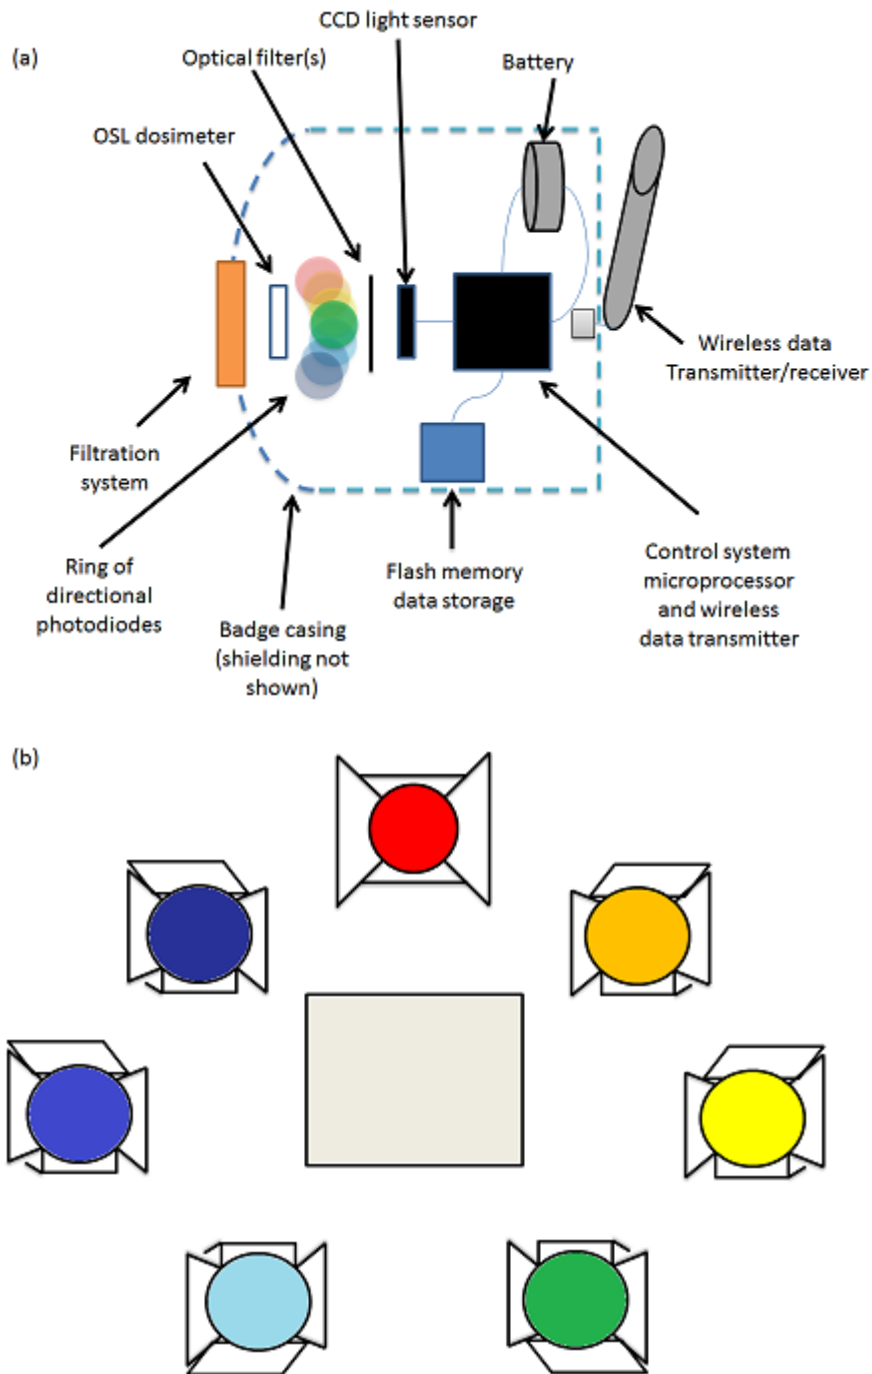 (a)
CCD light sensor
Optical filter(s)
Battery
OSL dosimeter
Wireless data
Transmitter/receiver
Filtration
system
Ring of
directional
photodiodes
Badge casing
(shielding not
shown)
Flash memory
data storage
Control system
microprocessor
and wireless
data transmitter
(b)